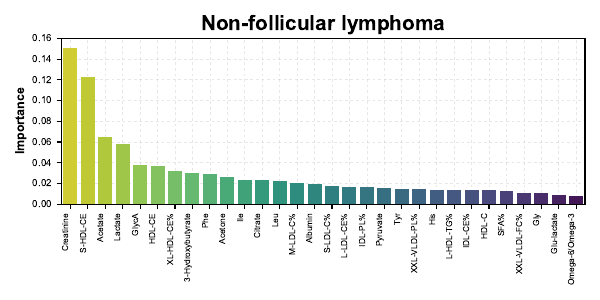 Non-follicular lymphoma
Importance
0.16
0.14
0.12
0.10
0.08
0.06
0.04
0.02
0.00
Creatinine
S-HDL-CE
Acetate
Lactate
GlycA
HDL-CE
XL-HDL-CE%
3-Hydroxybutyrate
Phe
Acetone
Ile
Citrate
Leu
M-LDL-C%
Albumin
S-LDL-C%
L-LDL-CE%
IDL-PL%
Pyruvate
Tyr
XXL-VLDL-PL%
His
L-HDL-TG%
IDL-CE%
HDL-C
SFA%
XXL-VLDL-FC%
Gly
Glu-lactate
Omega-6/Omega-3